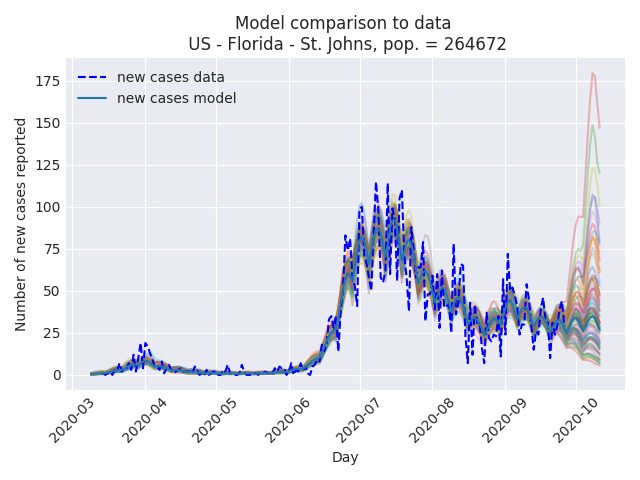 Model comparison to data
US - Florida - St. Johns, pop. = 264672
new cases data
new cases model
Number of new cases reported
175
150
125
100
75
50
25
0
2020-03
2020-04
2020-05
2020-06
2020-07
2020-08
2020-09
2020-10
Day